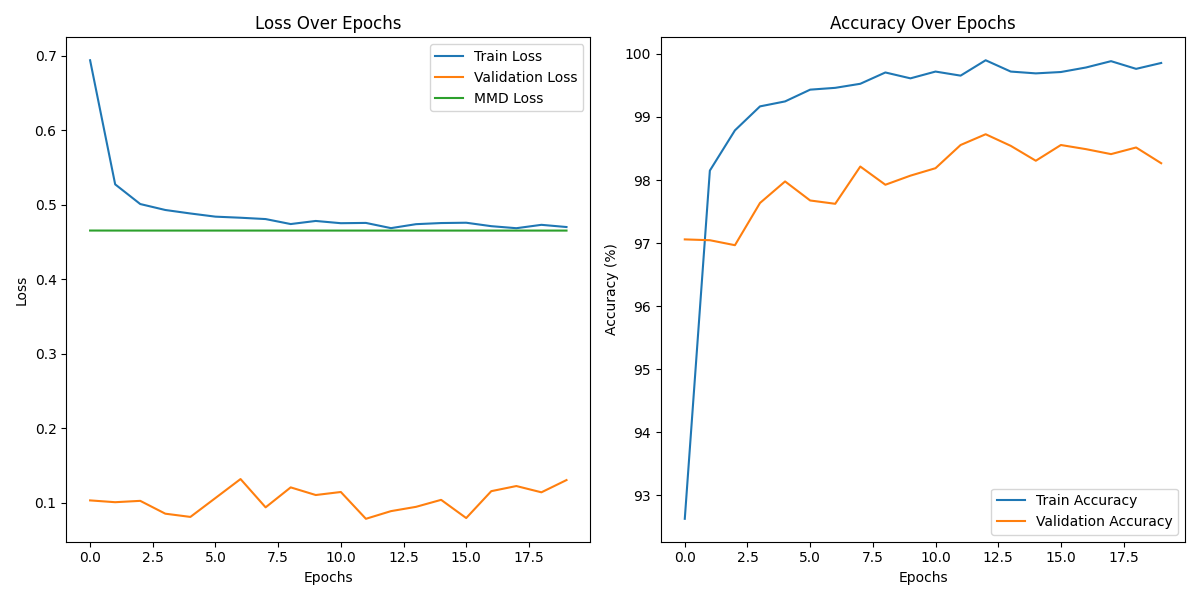 Loss Over Epochs
Train Loss
Validation Loss
MMD Loss
0.7
0.6
0.5
0.4
0.3
0.2
0.1
Loss
0.0 2.5 5.0 7.5 10.0 12.5 15.0 17.5
Epochs
Accuracy Over Epochs
100
99
98
97
96
95
94
93
Accuracy (%)
Train Accuracy
Validation Accuracy
0.0 2.5 5.0 7.5 10.0 12.5 15.0 17.5
Epochs